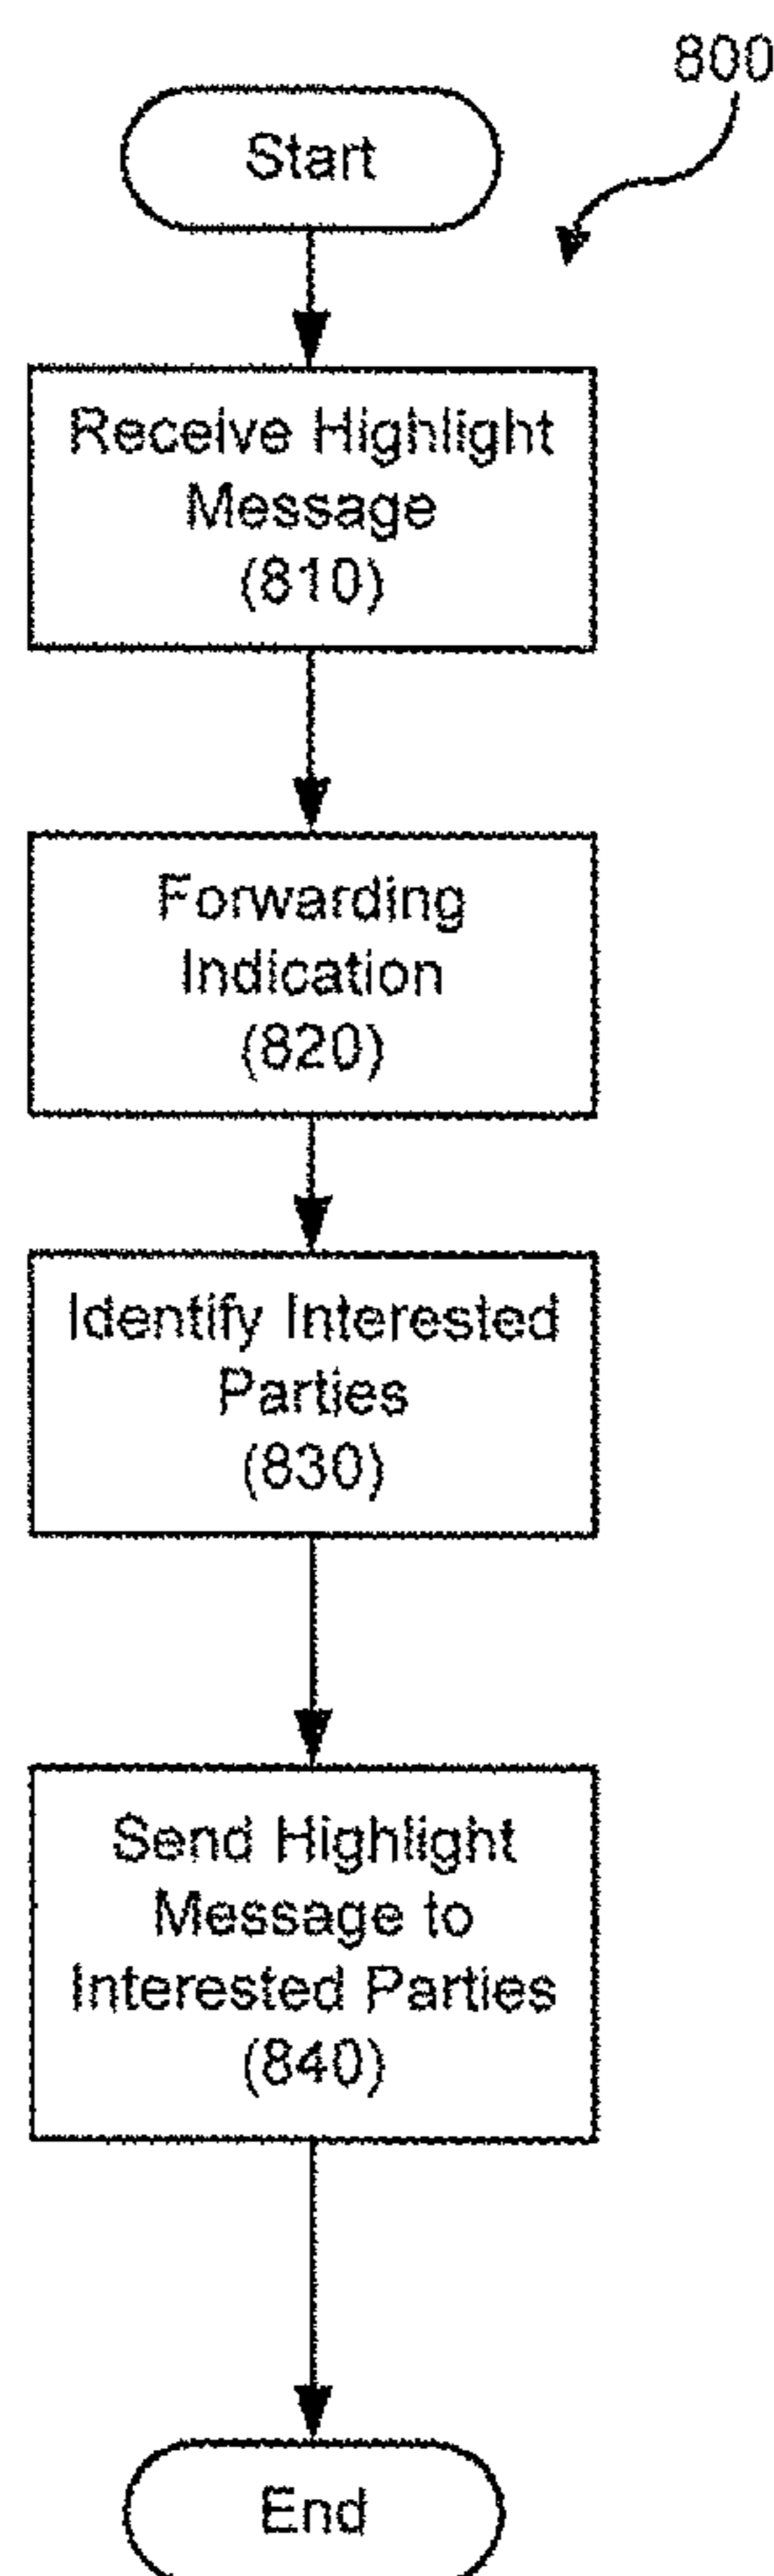 800
Start
Receive Highlight
Message
(810)
Forwarding
Indication
(820)
Identify Interested
Parties
(830)
Send Highlight
Message to
Interested Parties
(840)
End